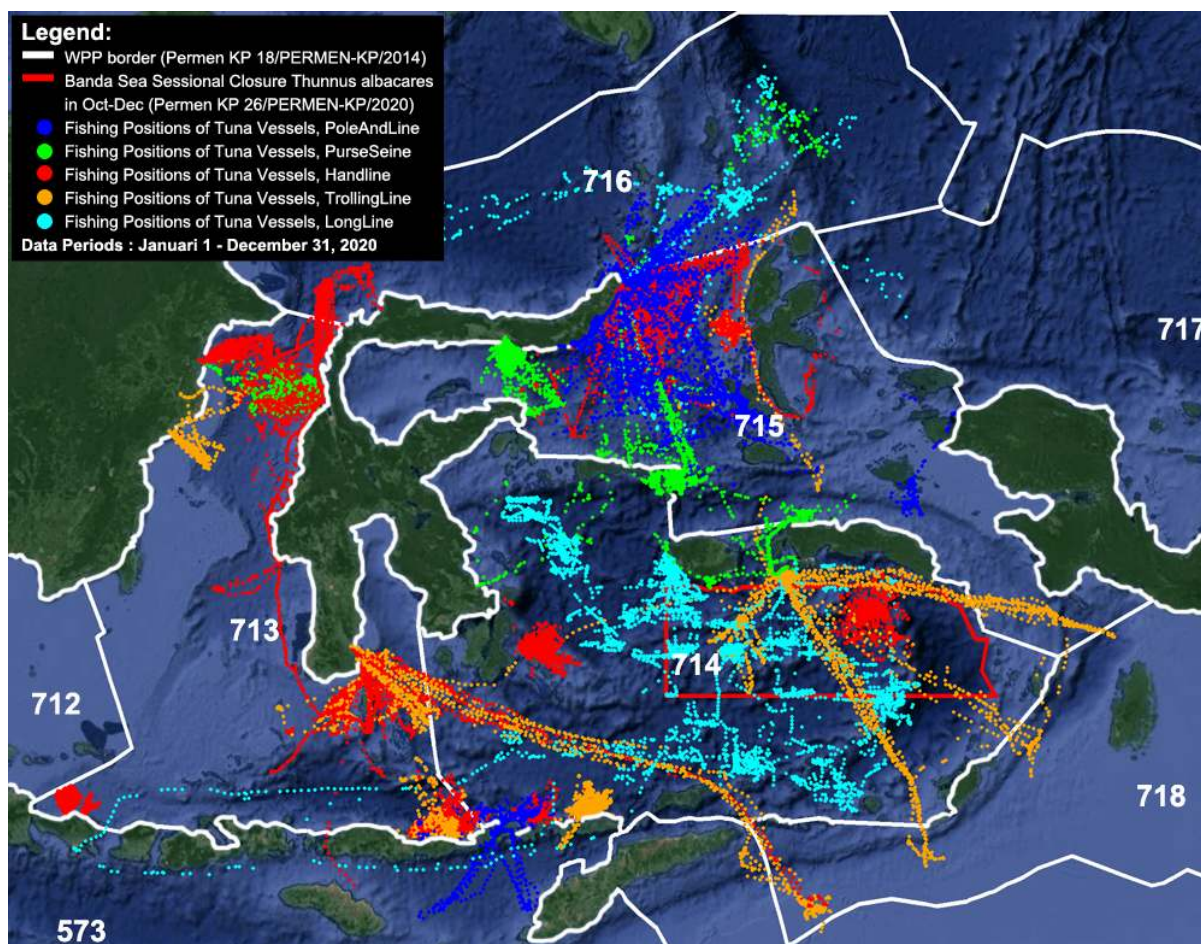 Legend:
WPP border (Permen KP 18/PERMEN-KP/2014)
Banda Sea Sessional Closure Thunnus albacares
in Oct-Dec (Permen KP 26/PERMEN-KP/2020)
Fishing Positions of Tuna Vessels, PoleAndLine
Fishing Positions of Tuna Vessels, PurseSeine
Fishing Positions of Tuna Vessels, Handline
Fishing Positions of Tuna Vessels, TrollingLine
Fishing Positions of Tuna Vessels, LongLine
Data Periods : Januari 1 - December 31, 2020
716
717
715
713
714
712
718
573